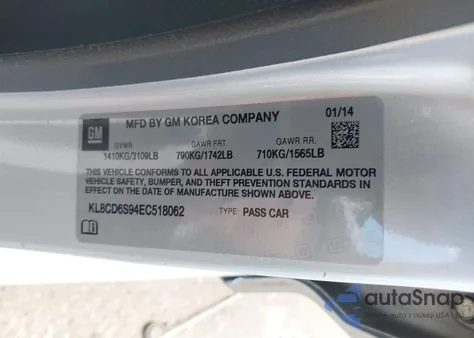 MFD BY GM KOREA COMPANY 01/14
GM
GVWR GAWR FRT. GAWR RR.
1410KG/3109LB 790KG/1742LB 710KG/1565LB
THIS VEHICLE CONFORMS TO ALL APPLICABLE U.S. FEDERAL MOTOR
VEHICLE SAFETY, BUMPER, AND THEFT PREVENTION STANDARDS IN
EFFECT ON THE DATE OF MANUFACTURE SHOWN ABOVE.
KL8CD6S94EC518062 TYPE: PASS CAR
autoSnap